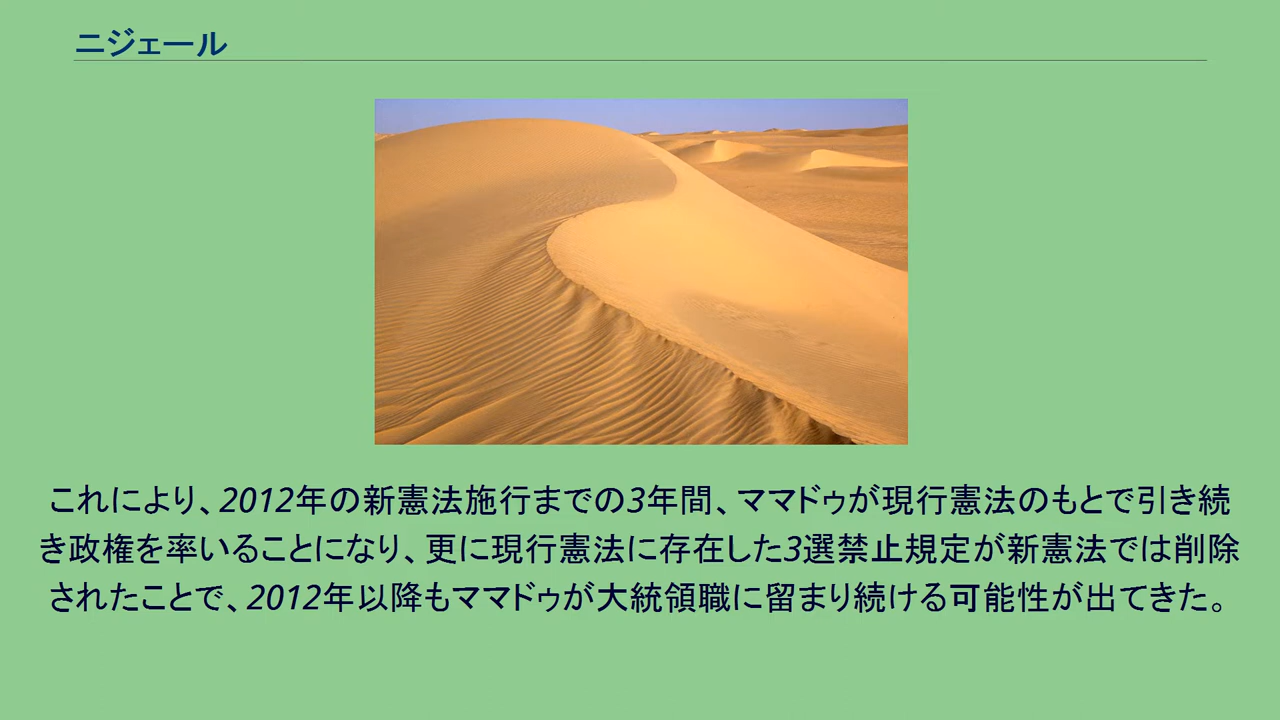 ニジェール
これにより、2012年の新憲法施行までの3年間、ママドゥが現行憲法のもとで引き続
き政権を率いることになり、更に現行憲法に存在した3選禁止規定が新憲法では削除
されたことで、2012年以降もママドゥが大統領職に留まり続ける可能性が出てきた。